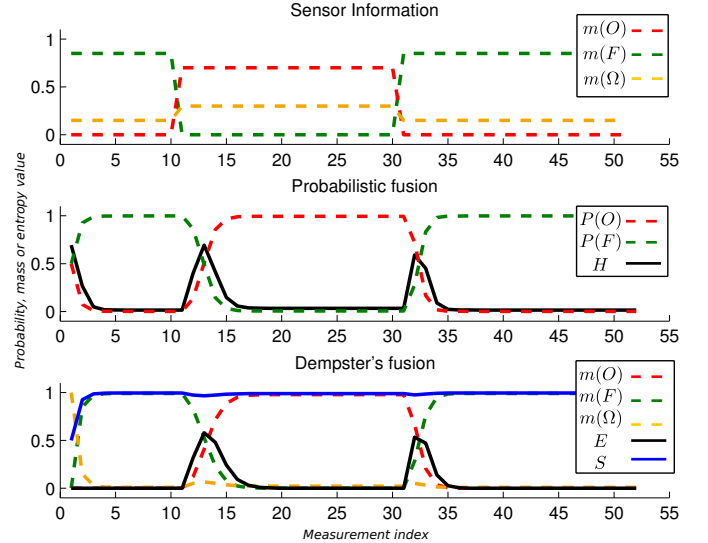 Sensor Information
m(O)
m(F)
m(Ω)
1
0.5
0
0 5 10 15 20 25 30 35 40 45 50 55
Probability, mass or entropy value
Probabilistic fusion
P(O)
P(F)
H
1
0.5
0
0 5 10 15 20 25 30 35 40 45 50 55
Dempster's fusion
m(O)
m(F)
m(Ω)
E
S
1
0.5
0
0 5 10 15 20 25 30 35 40 45 50 55
Measurement index